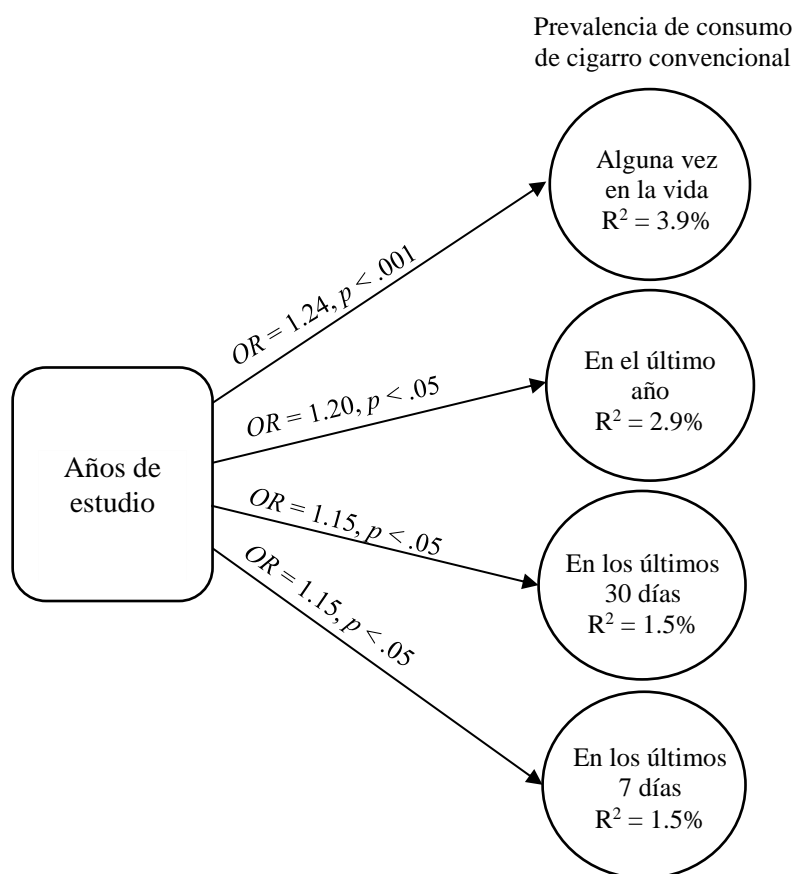 Prevalencia de consumo
de cigarro convencional
Alguna vez
en la vida
R² = 3.9%
OR = 1.24, p < .001
En el último
año
R² = 2.9%
OR = 1.20, p < .05
Años de
estudio
OR = 1.15, p < .05
En los últimos
30 días
R² = 1.5%
OR = 1.15, p < .05
En los últimos
7 días
R² = 1.5%